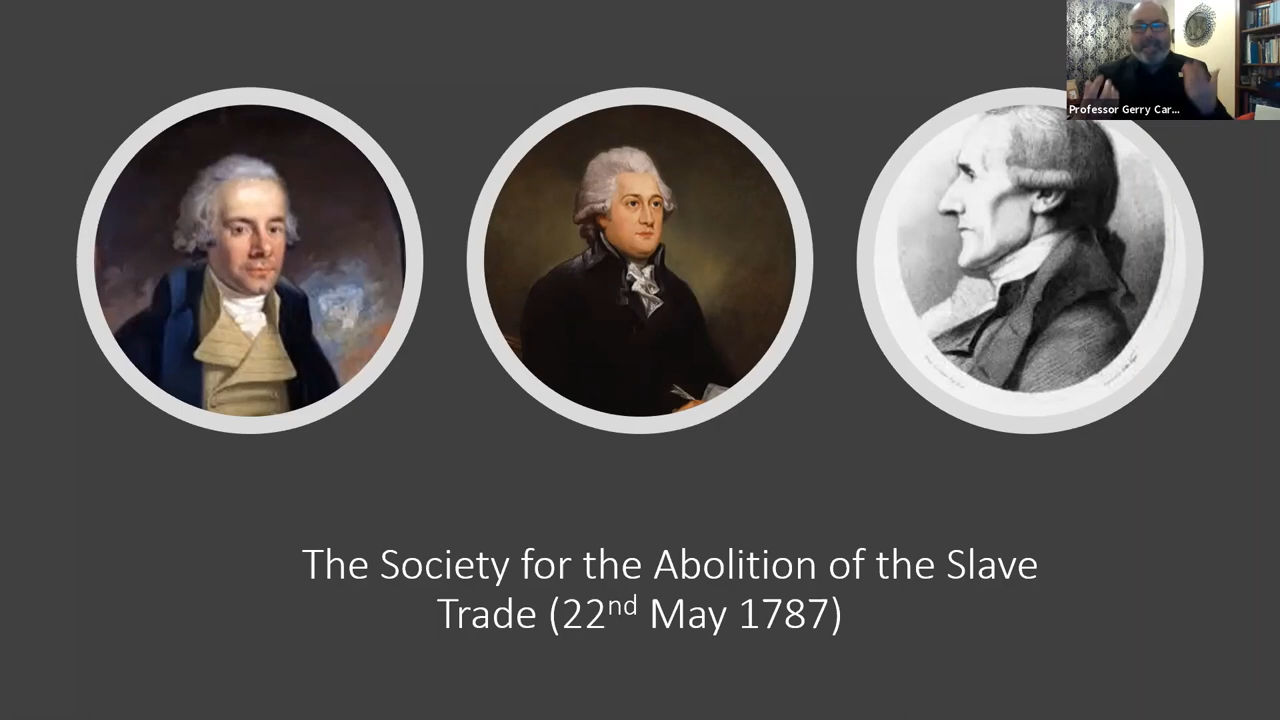 Professor Gerry Car...
The Society for the Abolition of the Slave
Trade (22nd May 1787)